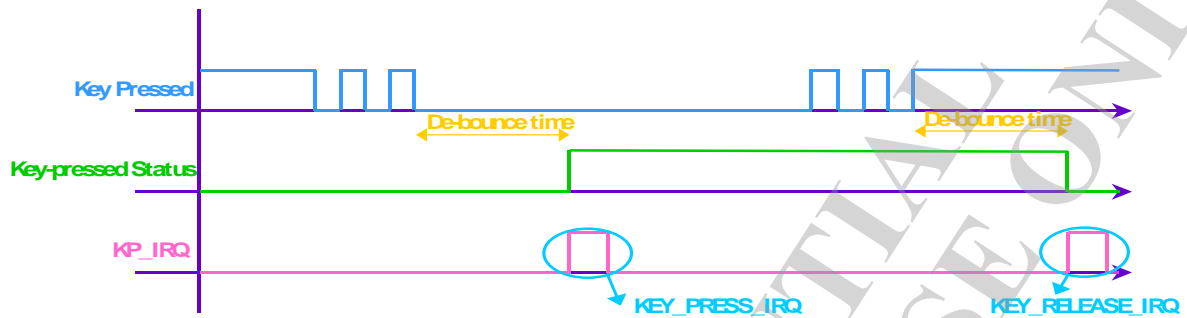 Key Pressed
De-bounce time
De-bounce time
Key-pressed Status
KP_IRQ
KEY_PRESS_IRQ
KEY_RELEASE_IRQ